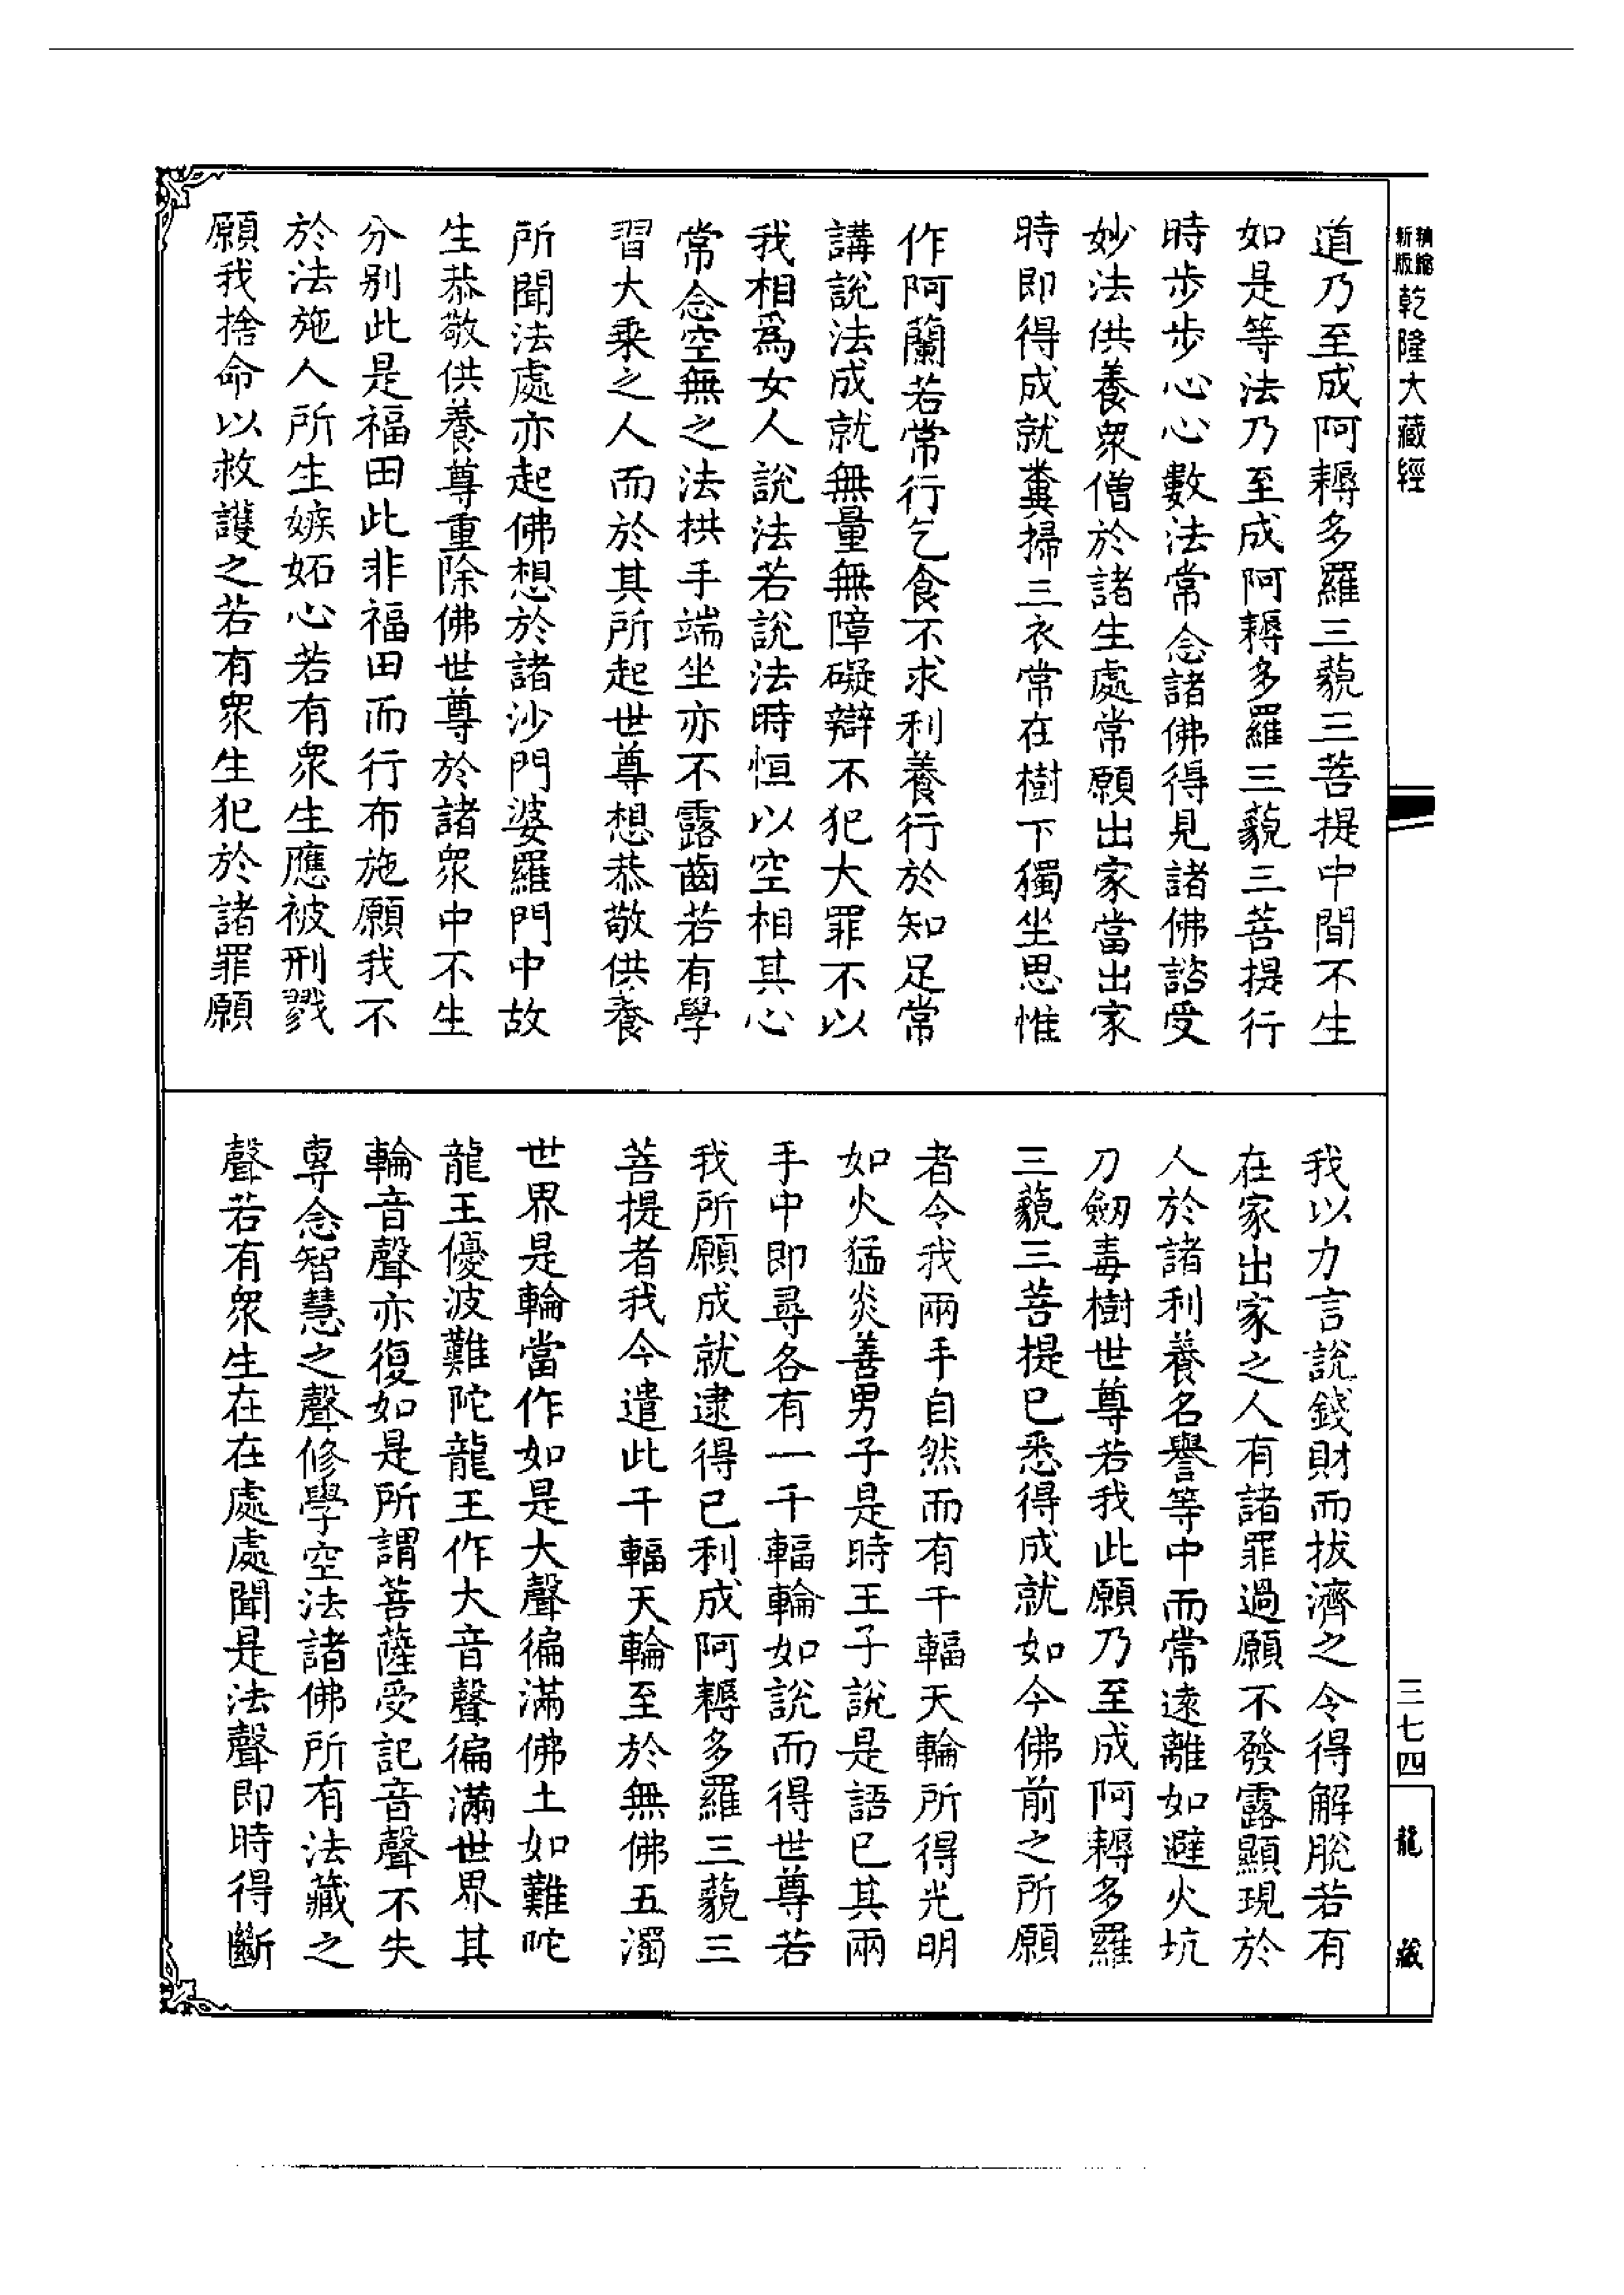 精縮
新版
乾隆大藏經
道乃至成阿耨多羅三藐三菩提中間不生
如是等法乃至成阿耨多羅三藐三菩提行
時步步心心數法常念諸佛得見諸佛諮受
妙法供養眾僧於諸生處常願出家當出家
時即得成就糞掃三衣常在樹下獨坐思惟
作阿蘭若常行乞食不求利養行於知足常
講說法成就無量無障礙辯不犯大罪不以
我相爲女人說法若說法時恒以空相其心
常念空無之法拱手端坐亦不露齒若有學
習大乘之人而於其所起世尊想恭敬供養
所聞法處亦起佛想於諸沙門婆羅門中故
生恭敬供養尊重除佛世尊於諸眾中不生
分別此是福田此非福田而行布施願我不
於法施人所生嫉妬心若有眾生應被刑戮
願我捨命以救護之若有眾生犯於諸罪願
我以力言說錢財而拔濟之令得解脫若有
在家出家之人有諸罪過願不發露顯現於
人於諸利養名譽等中而常遠離如避火坑
刀劒毒樹世尊若我此願乃至成阿耨多羅
三藐三菩提已悉得成就如今佛前之所願
者令我兩手自然而有千輻天輪所得光明
如火猛炎善男子是時王子說是語已其兩
手中即尋各有一千輻輪如說而得世尊若
我所願成就逮得已利成阿耨多羅三藐三
菩提者我今遣此千輻天輪至於無佛五濁
世界是輪當作如是大聲徧滿佛土如難陀
龍王優波難陀龍王作大音聲徧滿世界其
輪音聲亦復如是所謂菩薩受記音聲不失
專念智慧之聲修學空法諸佛所有法藏之
聲若有眾生在在處處聞是法聲即時得斷
三七四
龍藏